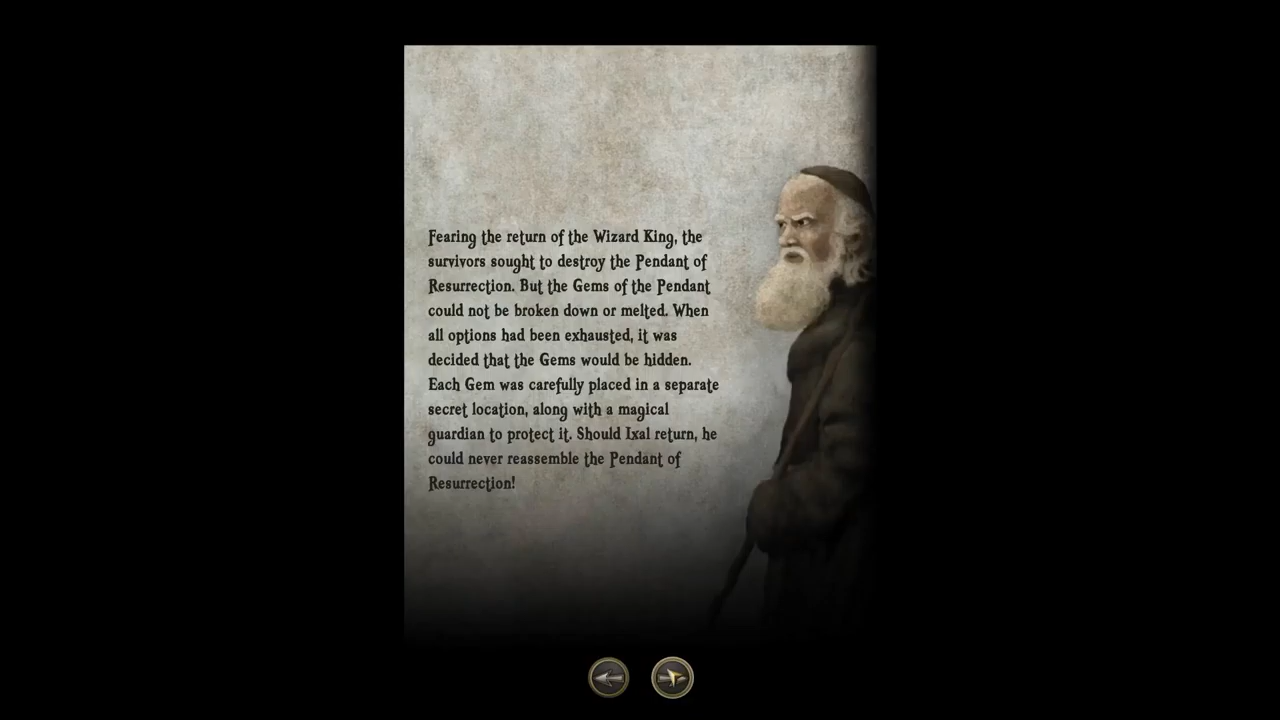 Fearing the return of the Wizard King, the
survivors sought to destroy the Pendant of
Resurrection. But the Gems of the Pendant
could not be broken down or melted. When
all options had been exhausted, it was
decided that the Gems would be hidden.
Each Gem was carefully placed in a separate
secret location, along with a magical
guardian to protect it. Should Ixal return, he
could never reassemble the Pendant of
Resurrection!